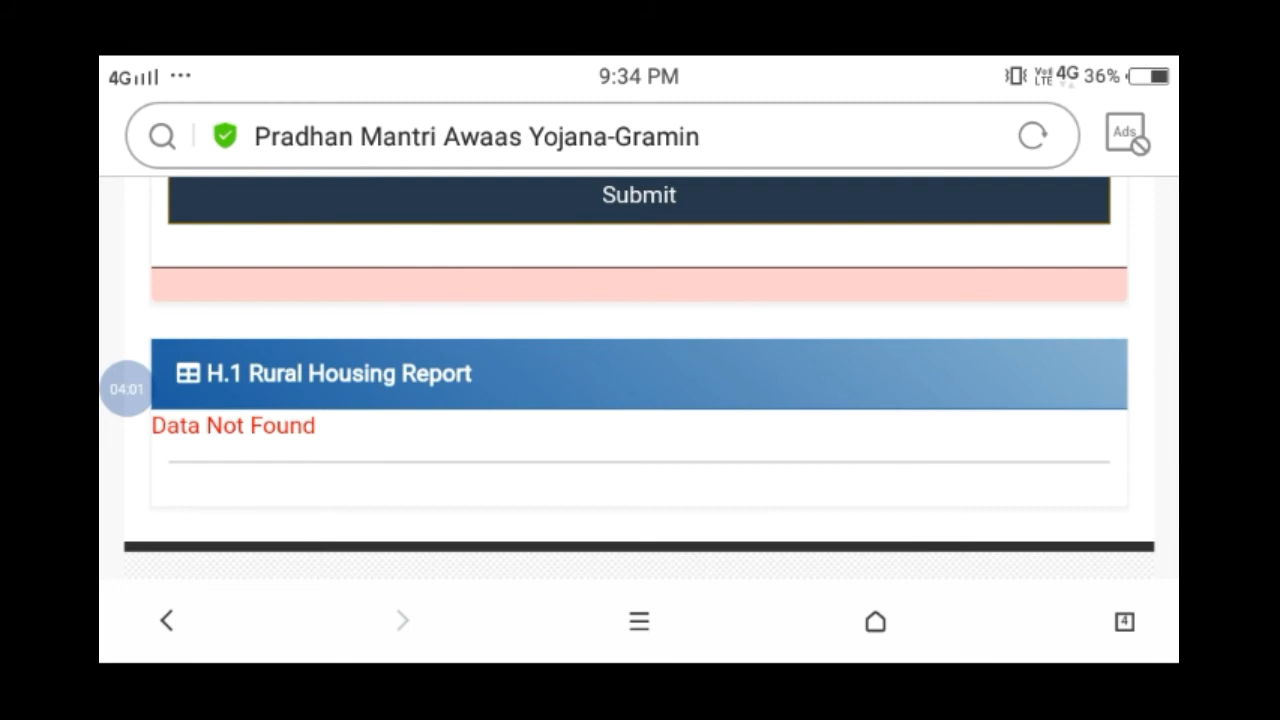 4G 9:34 PM VoLTE 4G 36%
Pradhan Mantri Awaas Yojana-Gramin
Ads
Submit
H.1 Rural Housing Report
04:01
Data Not Found
4